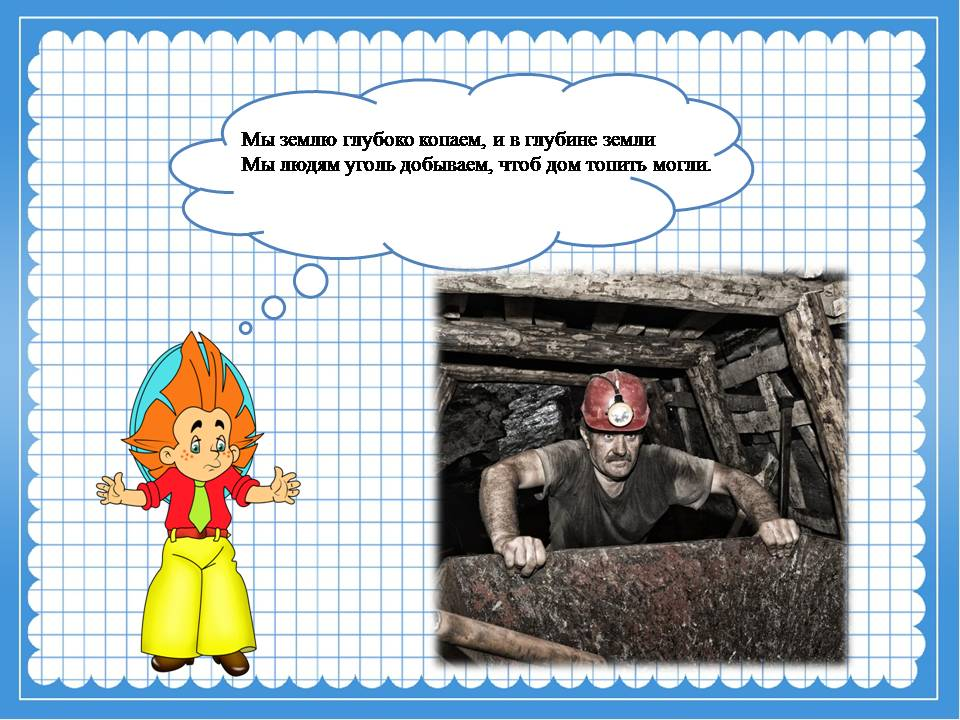 Мы землю глубоко копаем, и в глубине земли
Мы людям уголь добываем, чтоб дом топить могли.